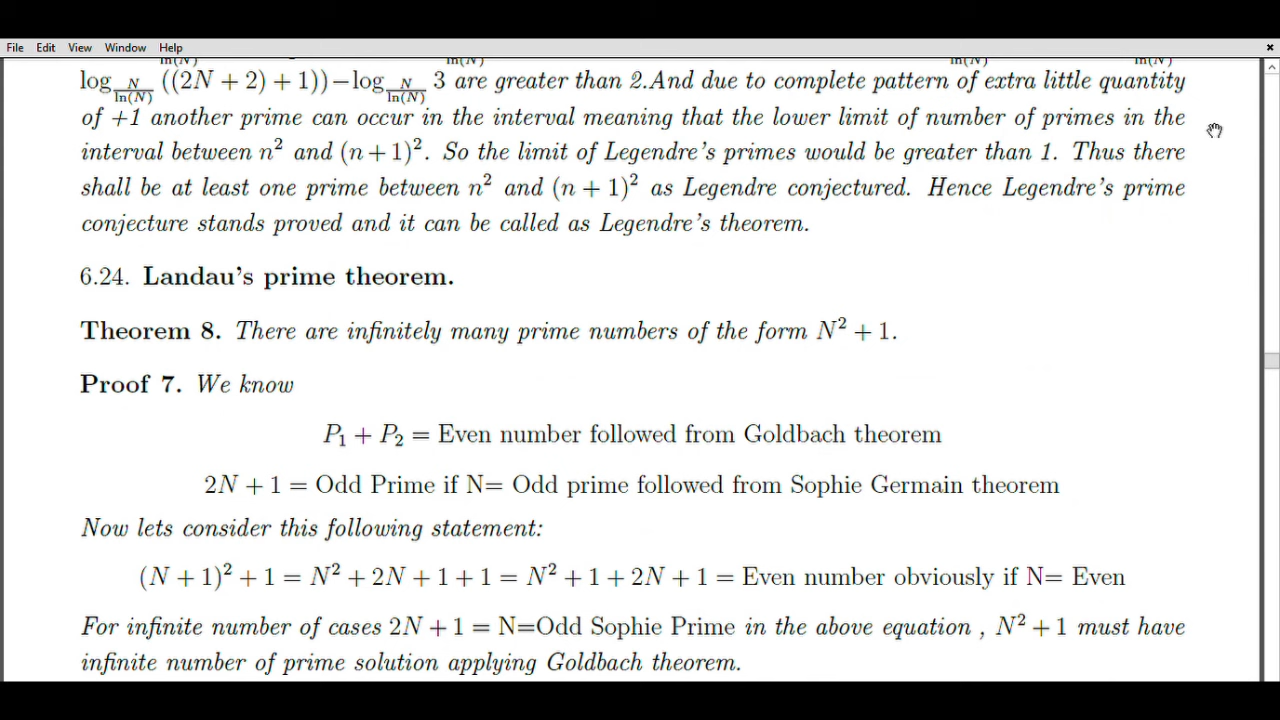 File Edit View Window Help
ln(N) ln(N) ln(N) ln(N)
log_{N/ln(N)} ((2N + 2) + 1)) − log_{N/ln(N)} 3 are greater than 2.And due to complete pattern of extra little quantity
of +1 another prime can occur in the interval meaning that the lower limit of number of primes in the
interval between n² and (n + 1)². So the limit of Legendre's primes would be greater than 1. Thus there
shall be at least one prime between n² and (n + 1)² as Legendre conjectured. Hence Legendre's prime
conjecture stands proved and it can be called as Legendre's theorem.
6.24. Landau's prime theorem.
Theorem 8. There are infinitely many prime numbers of the form N² + 1.
Proof 7. We know
P₁ + P₂ = Even number followed from Goldbach theorem
2N + 1 = Odd Prime if N= Odd prime followed from Sophie Germain theorem
Now lets consider this following statement:
(N + 1)² + 1 = N² + 2N + 1 + 1 = N² + 1 + 2N + 1 = Even number obviously if N= Even
For infinite number of cases 2N + 1 = N=Odd Sophie Prime in the above equation , N² + 1 must have
infinite number of prime solution applying Goldbach theorem.